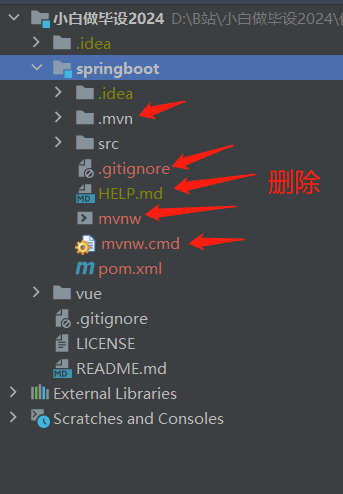 小白做毕设2024 D:\B站\小白做毕设2024\
.idea
springboot
.idea
.mvn
src
.gitignore
HELP.md
删除
mvnw
mvnw.cmd
pom.xml
vue
.gitignore
LICENSE
README.md
External Libraries
Scratches and Consoles